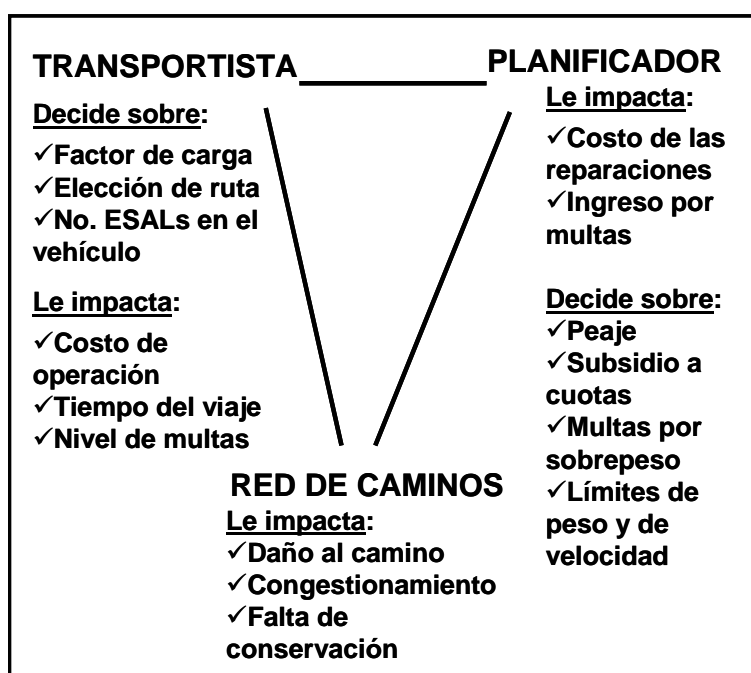 TRANSPORTISTA
Decide sobre:
✓Factor de carga
✓Elección de ruta
✓No. ESALs en el
vehículo
Le impacta:
✓Costo de
operación
✓Tiempo del viaje
✓Nivel de multas
PLANIFICADOR
Le impacta:
✓Costo de las
reparaciones
✓Ingreso por
multas
Decide sobre:
✓Peaje
✓Subsidio a
cuotas
✓Multas por
sobrepeso
✓Límites de
peso y de
velocidad
RED DE CAMINOS
Le impacta:
✓Daño al camino
✓Congestionamiento
✓Falta de
conservación